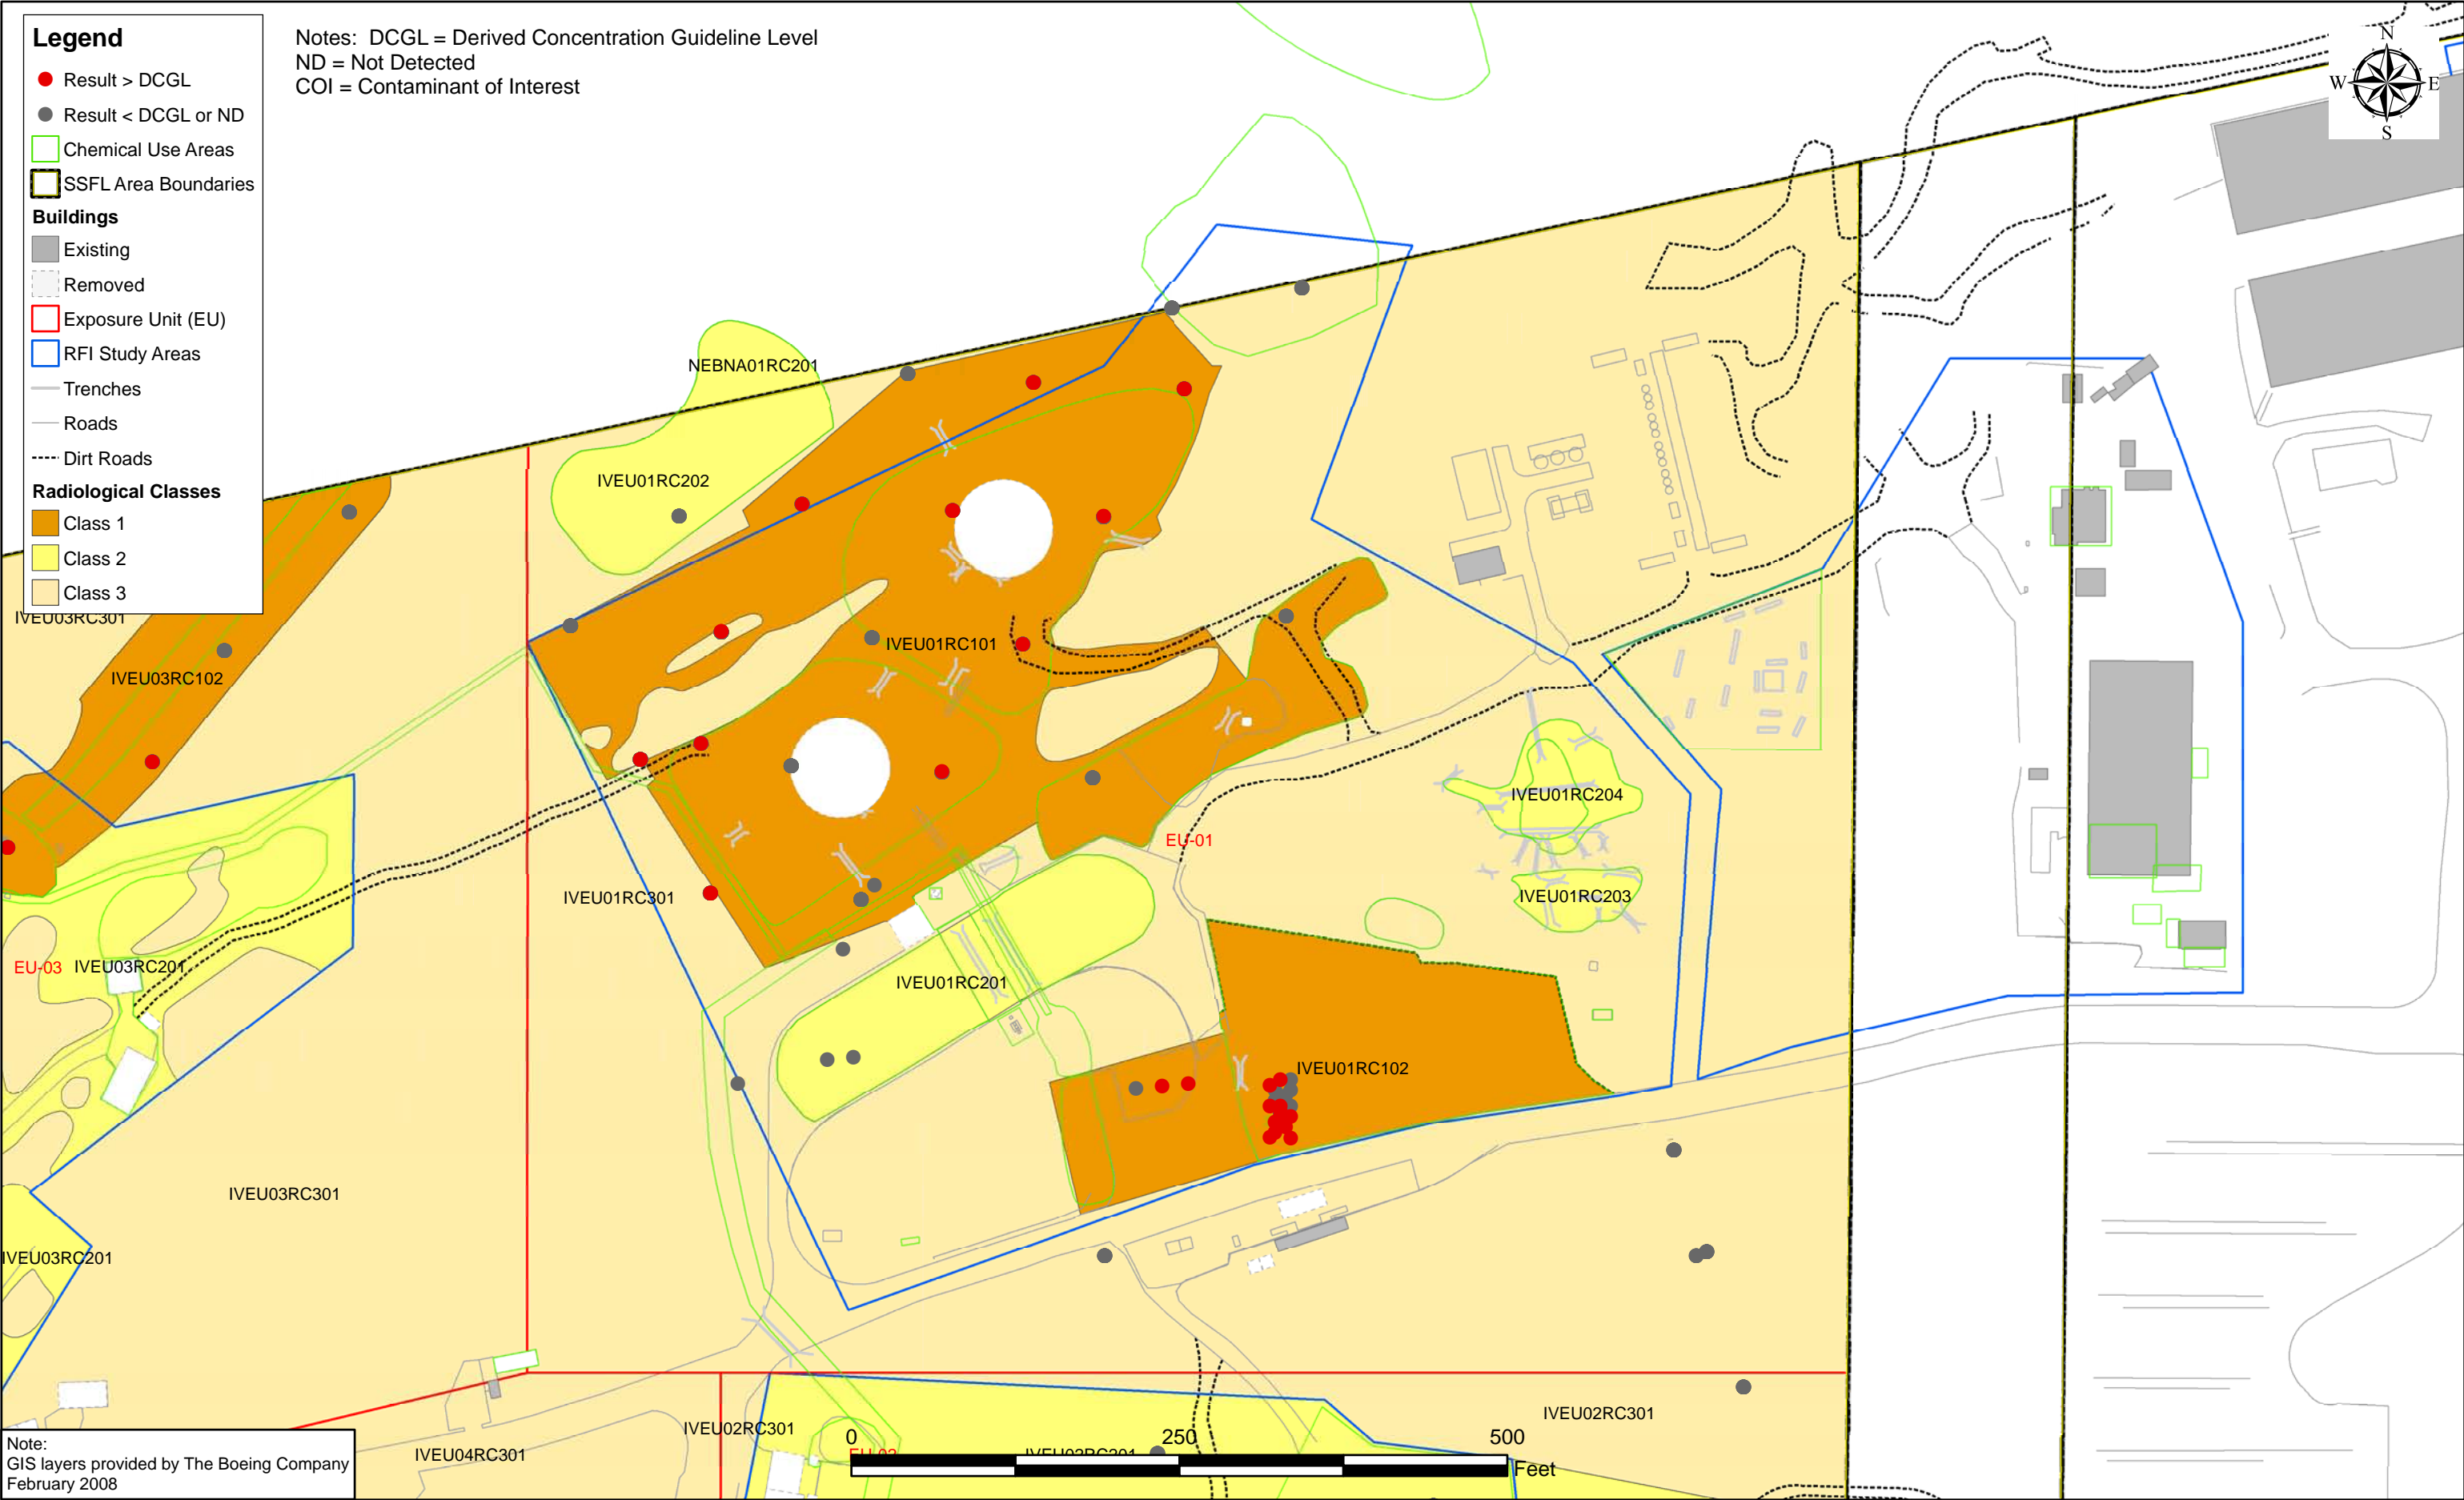 Legend
Result > DCGL
Result < DCGL or ND
Chemical Use Areas
SSFL Area Boundaries
Buildings
Existing
Removed
Exposure Unit (EU)
RFI Study Areas
Trenches
Roads
Dirt Roads
Radiological Classes
Class 1
Class 2
Class 3
Notes: DCGL = Derived Concentration Guideline Level
ND = Not Detected
COI = Contaminant of Interest
N
W
E
S
NEBNA01RC201
IVEU01RC202
IVEU03RC301
IVEU01RC101
IVEU03RC102
IVEU01RC204
EU-01
IVEU01RC301
IVEU01RC203
EU-03
IVEU03RC201
IVEU01RC201
IVEU01RC102
IVEU03RC301
IVEU03RC201
IVEU02RC301
IVEU02RC301
IVEU04RC301
EU-02
IVEU02RC201
0
250
500
Feet
Note:
GIS layers provided by The Boeing Company
February 2008